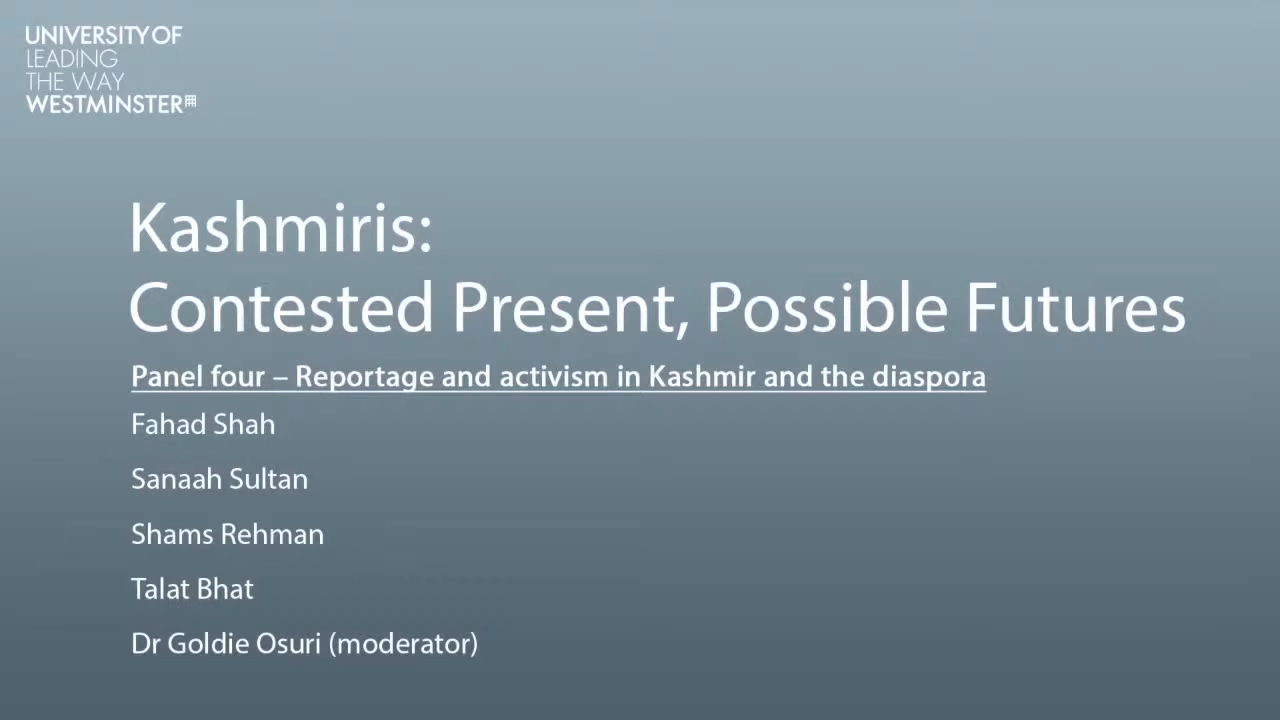 UNIVERSITY OF
LEADING
THE WAY
WESTMINSTER
Kashmiris:
Contested Present, Possible Futures
Panel four – Reportage and activism in Kashmir and the diaspora
Fahad Shah
Sanaah Sultan
Shams Rehman
Talat Bhat
Dr Goldie Osuri (moderator)